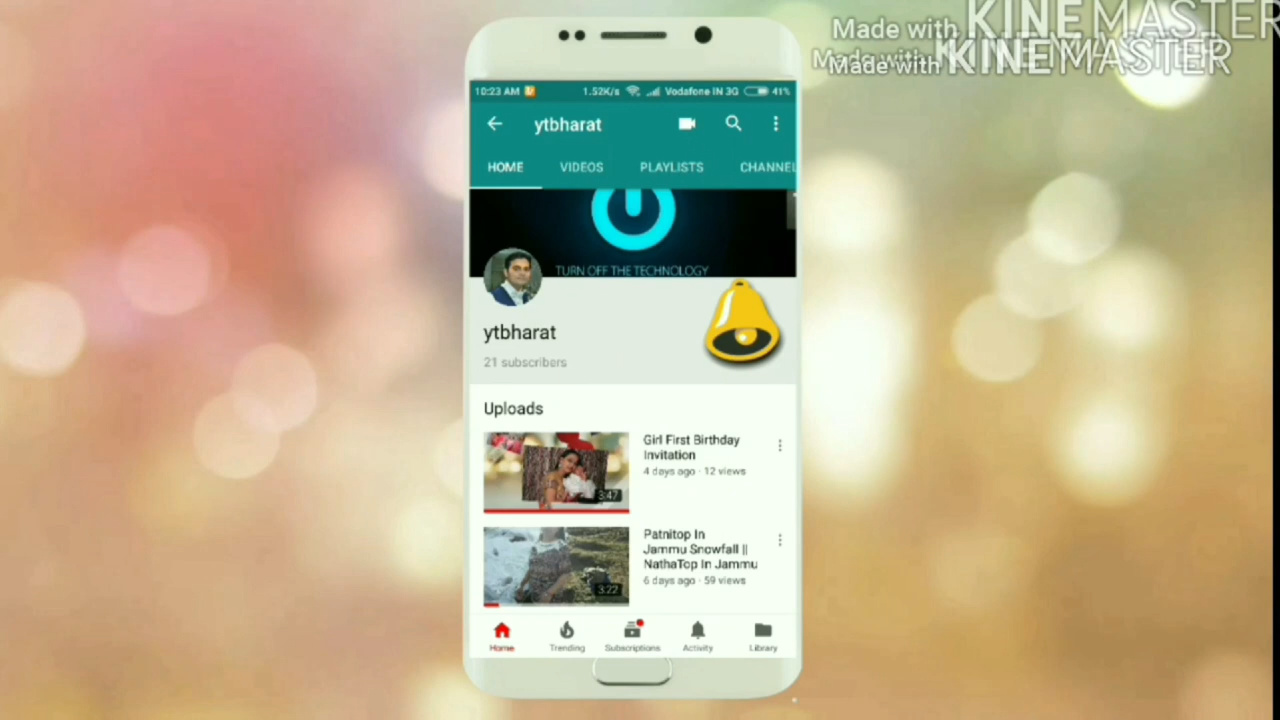 Made with KINEMASTER
Made with KINEMASTER
Made with
10:23 AM 1.52K/s Vodafone IN 3G 41%
ytbharat
HOME VIDEOS PLAYLISTS CHANNEL
TURN OFF THE TECHNOLOGY
ytbharat
21 subscribers
Uploads
Girl First Birthday
Invitation
4 days ago · 12 views
3:47
Patnitop In
Jammu Snowfall ||
NathaTop In Jammu
6 days ago · 59 views
3:22
Home Trending Subscriptions Activity Library